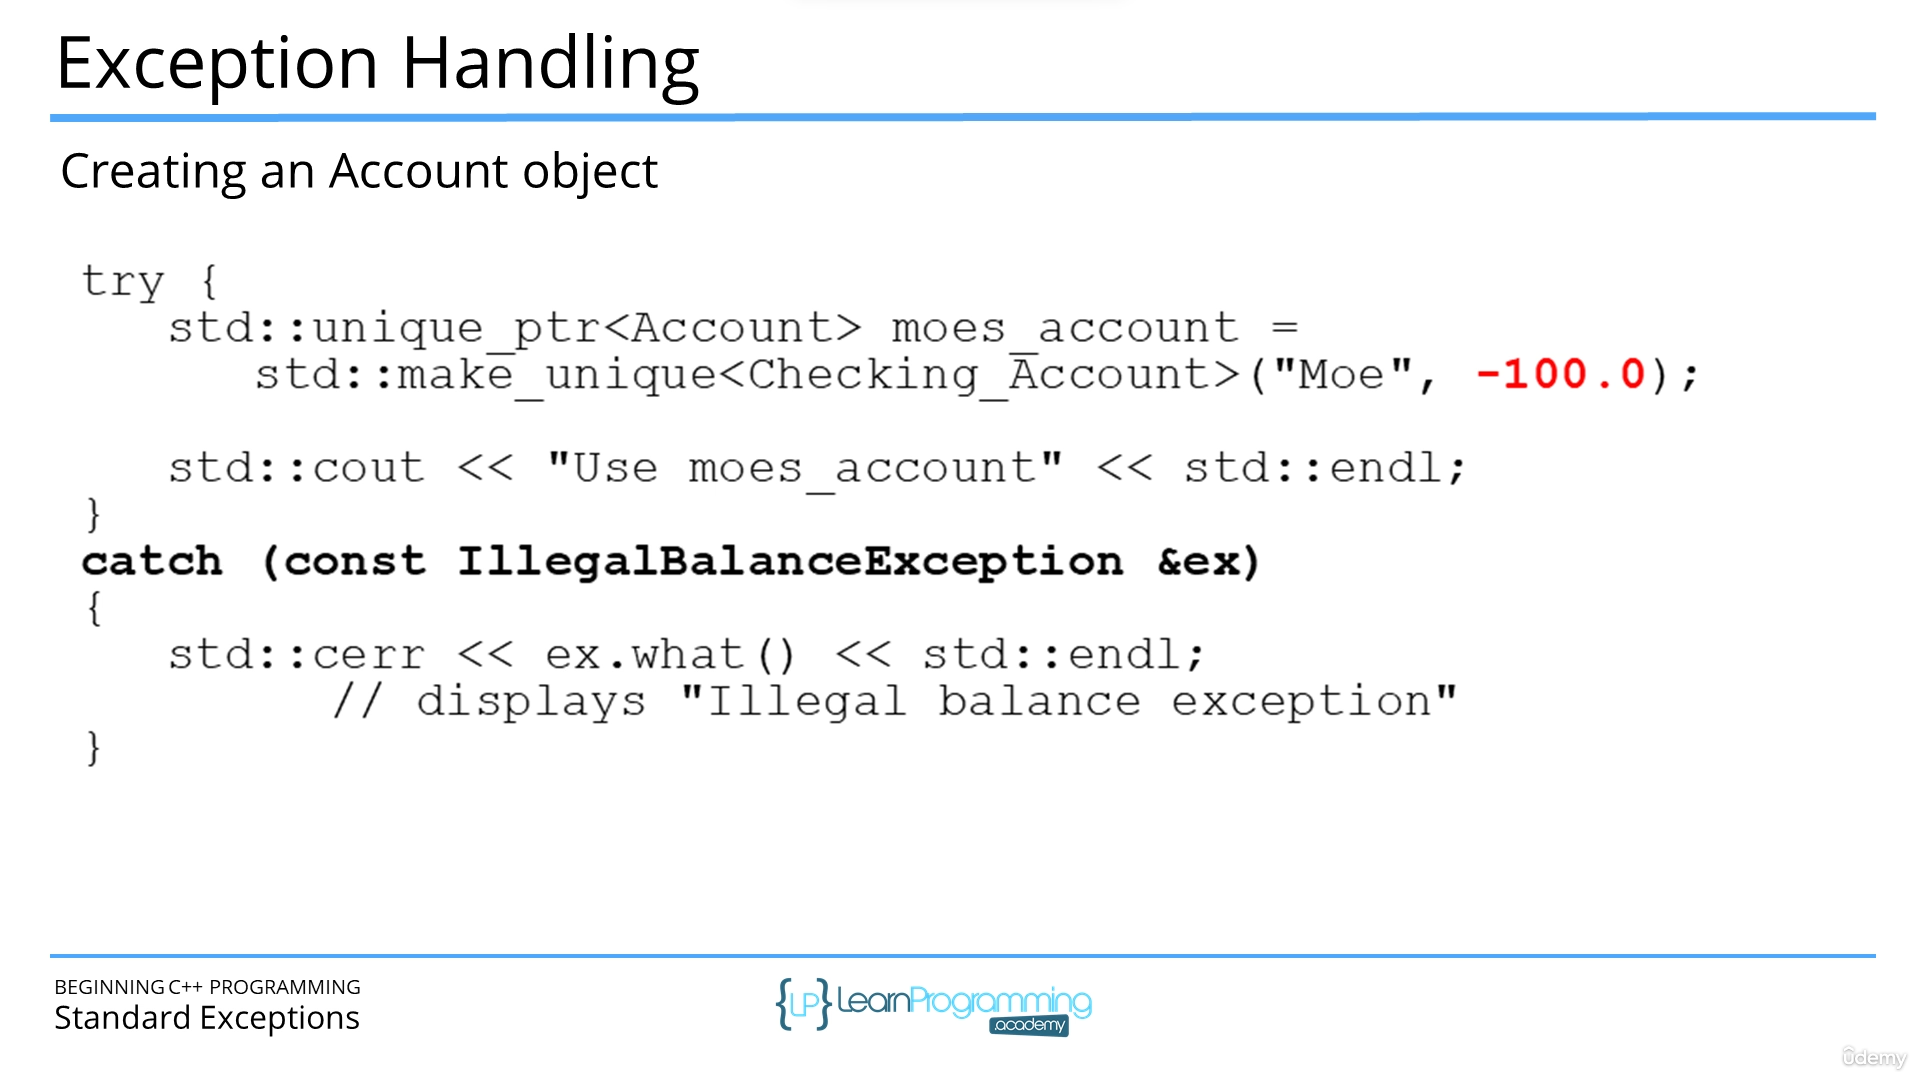 Exception Handling
Creating an Account object
try {
std::unique_ptr<Account> moes_account =
std::make_unique<Checking_Account>("Moe", -100.0);
std::cout << "Use moes_account" << std::endl;
}
catch (const IllegalBalanceException &ex)
{
std::cerr << ex.what() << std::endl;
// displays "Illegal balance exception"
}
BEGINNING C++ PROGRAMMING
Standard Exceptions
{LP} LearnProgramming
academy
ûdemy